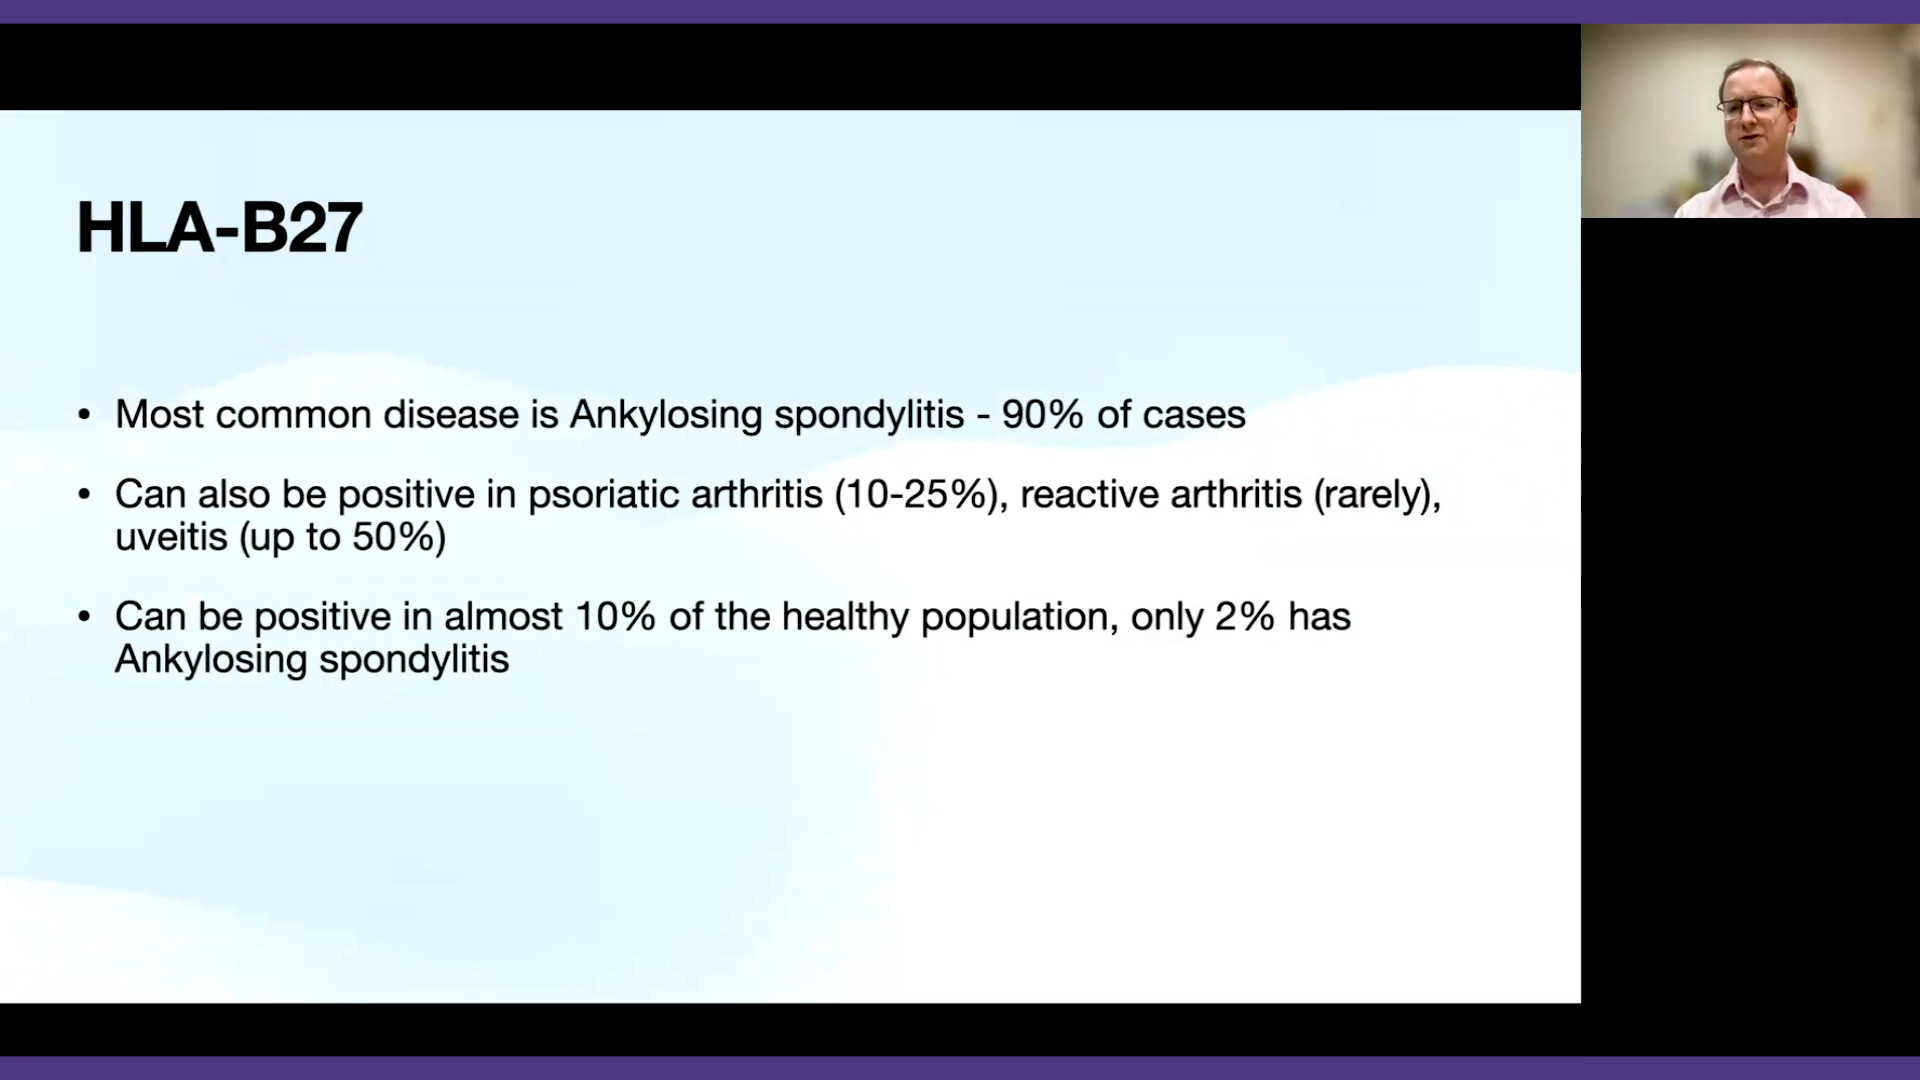 HLA-B27
• Most common disease is Ankylosing spondylitis - 90% of cases
• Can also be positive in psoriatic arthritis (10-25%), reactive arthritis (rarely),
uveitis (up to 50%)
• Can be positive in almost 10% of the healthy population, only 2% has
Ankylosing spondylitis